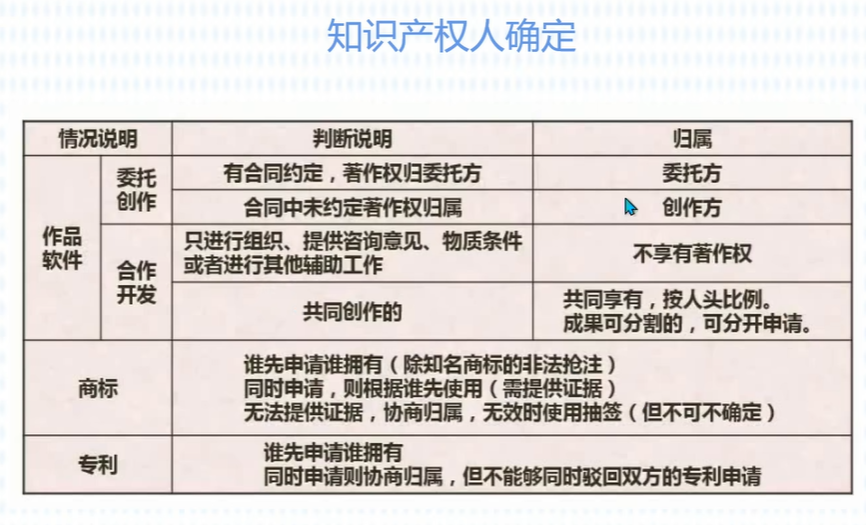 知识产权人确定
情况说明 判断说明 归属
作品
软件
委托
创作
有合同约定，著作权归委托方 委托方
合同中未约定著作权归属 创作方
合作
开发
只进行组织、提供咨询意见、物质条件
或者进行其他辅助工作
不享有著作权
共同创作的
共同享有，按人头比例。
成果可分割的，可分开申请。
商标
谁先申请谁拥有（除知名商标的非法抢注）
同时申请，则根据谁先使用（需提供证据）
无法提供证据，协商归属，无效时使用抽签（但不可不确定）
专利
谁先申请谁拥有
同时申请则协商归属，但不能够同时驳回双方的专利申请